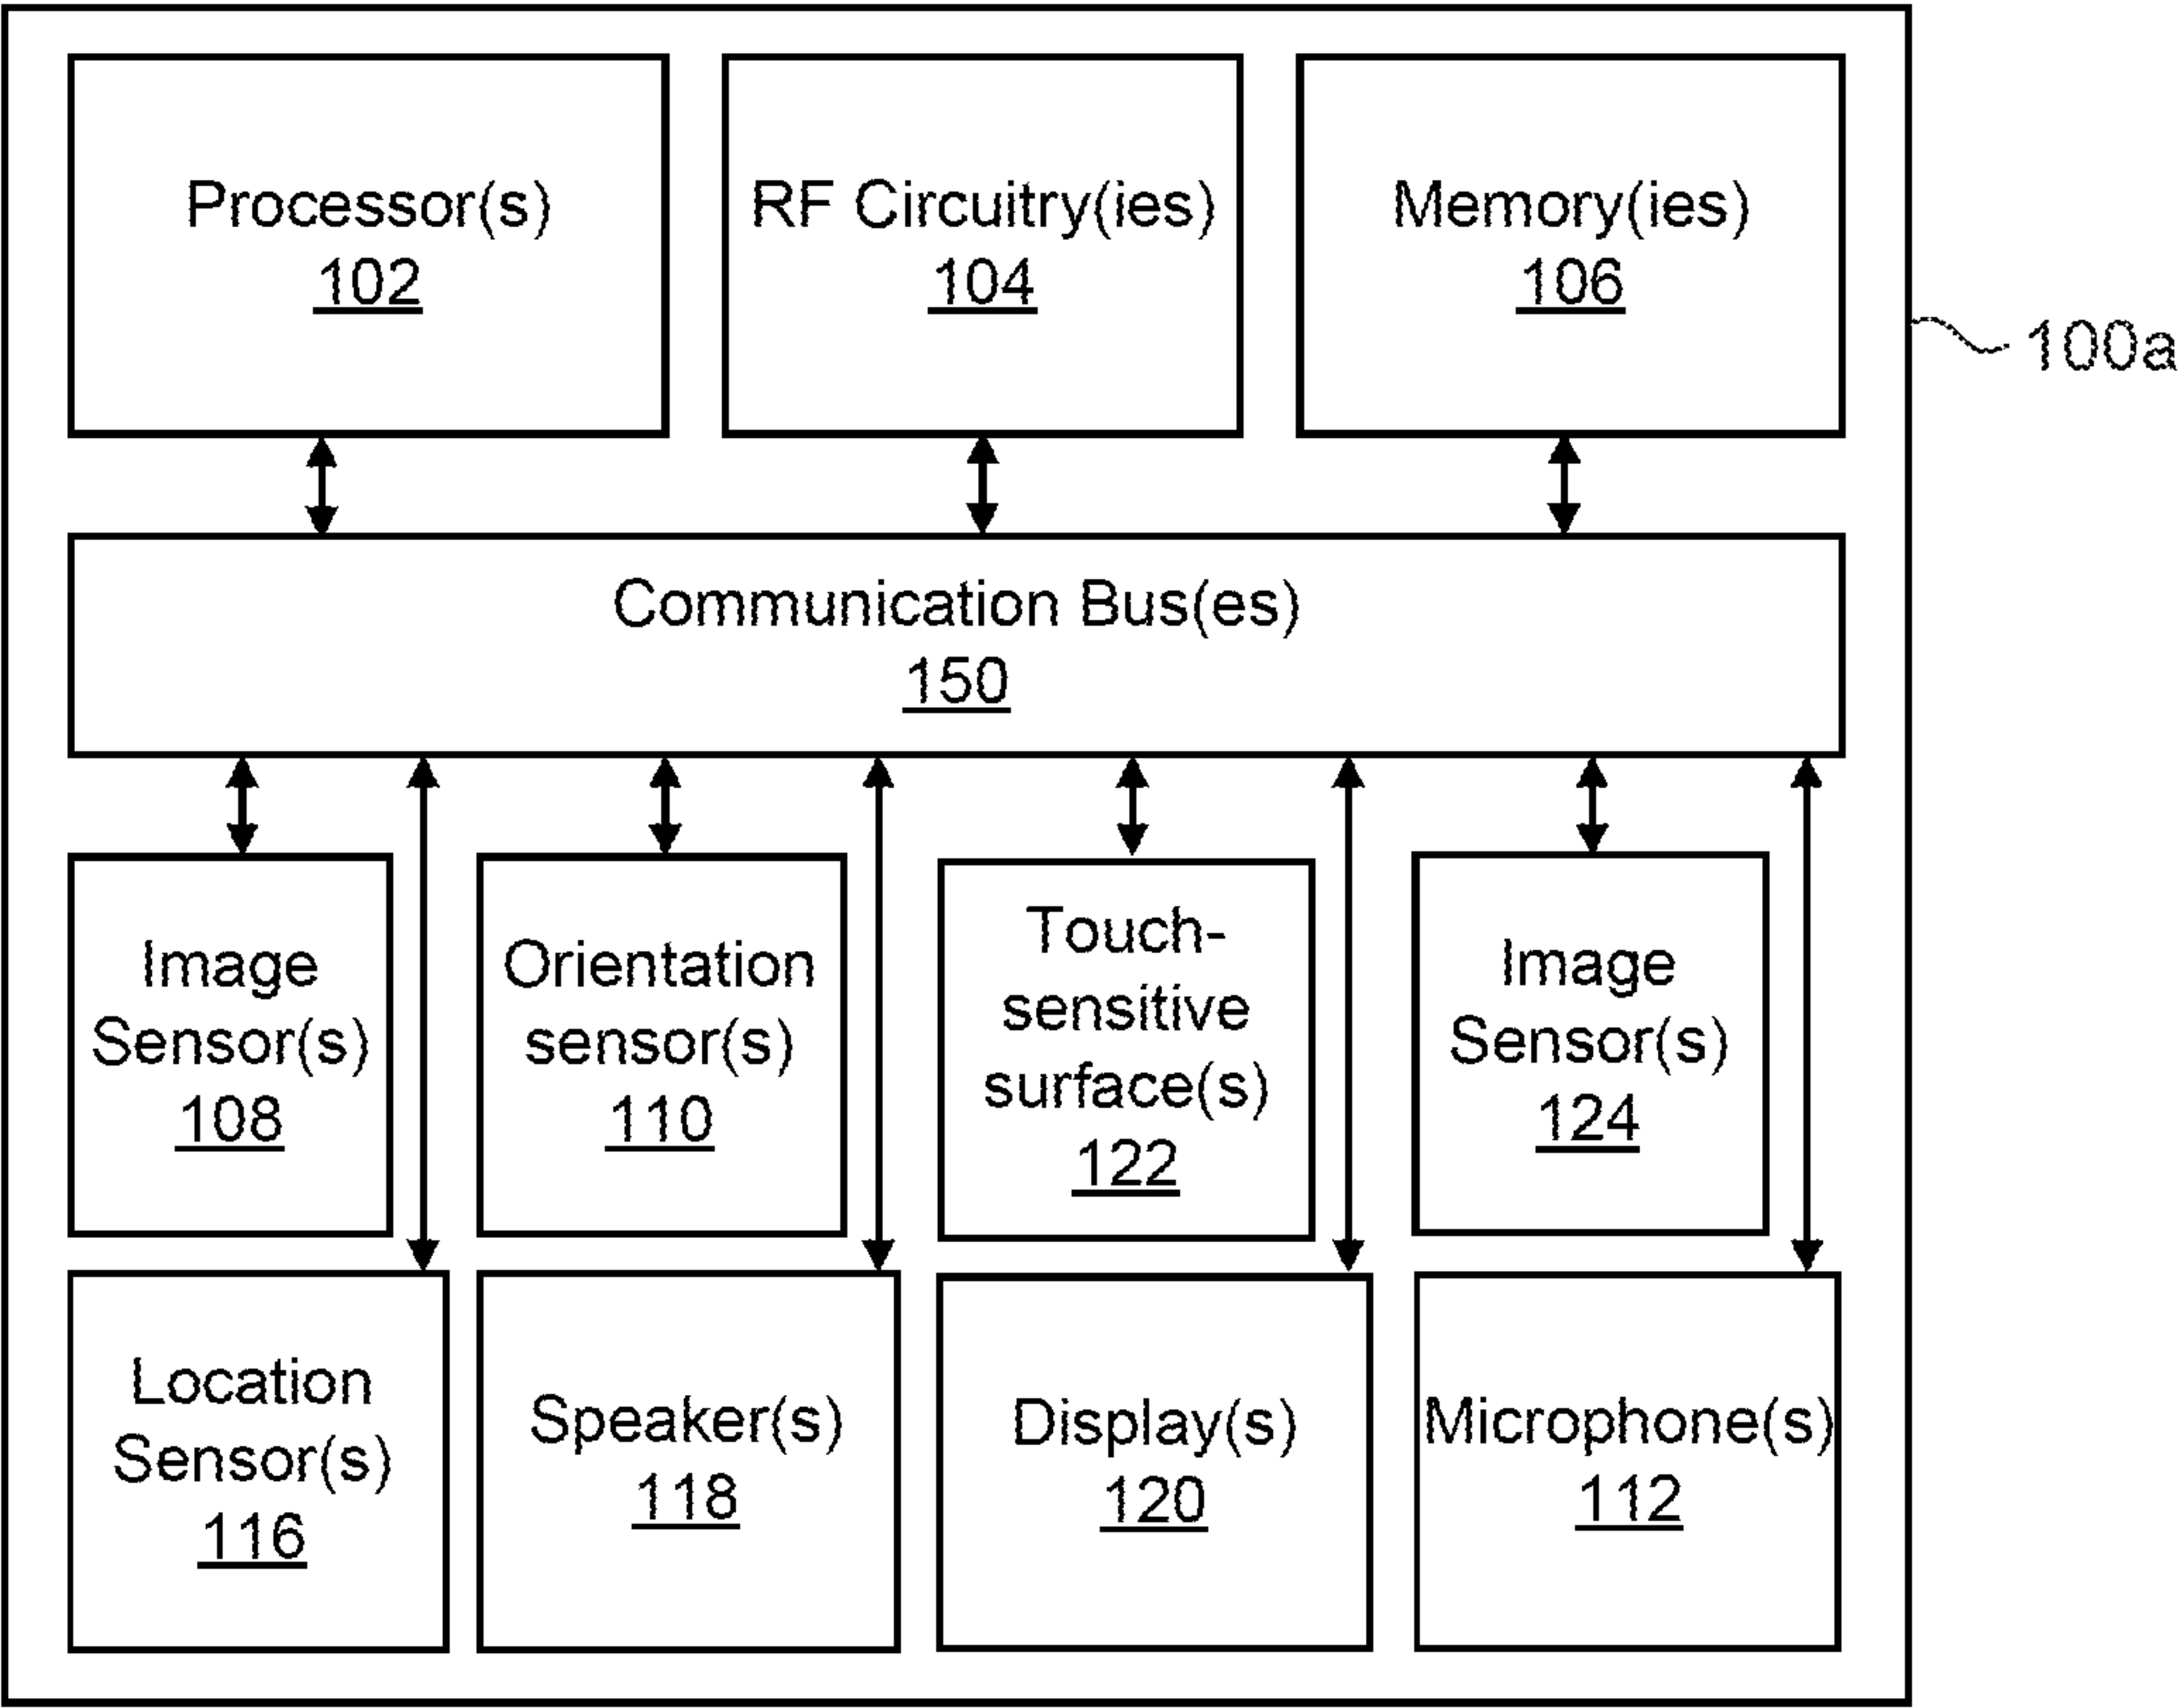 Processor(s)
102
RF Circuitry(ies)
104
Memory(ies)
106
100a
Communication Bus(es)
150
Image
Sensor(s)
108
Orientation
sensor(s)
110
Touch-
sensitive
surface(s)
122
Image
Sensor(s)
124
Location
Sensor(s)
116
Speaker(s)
118
Display(s)
120
Microphone(s)
112